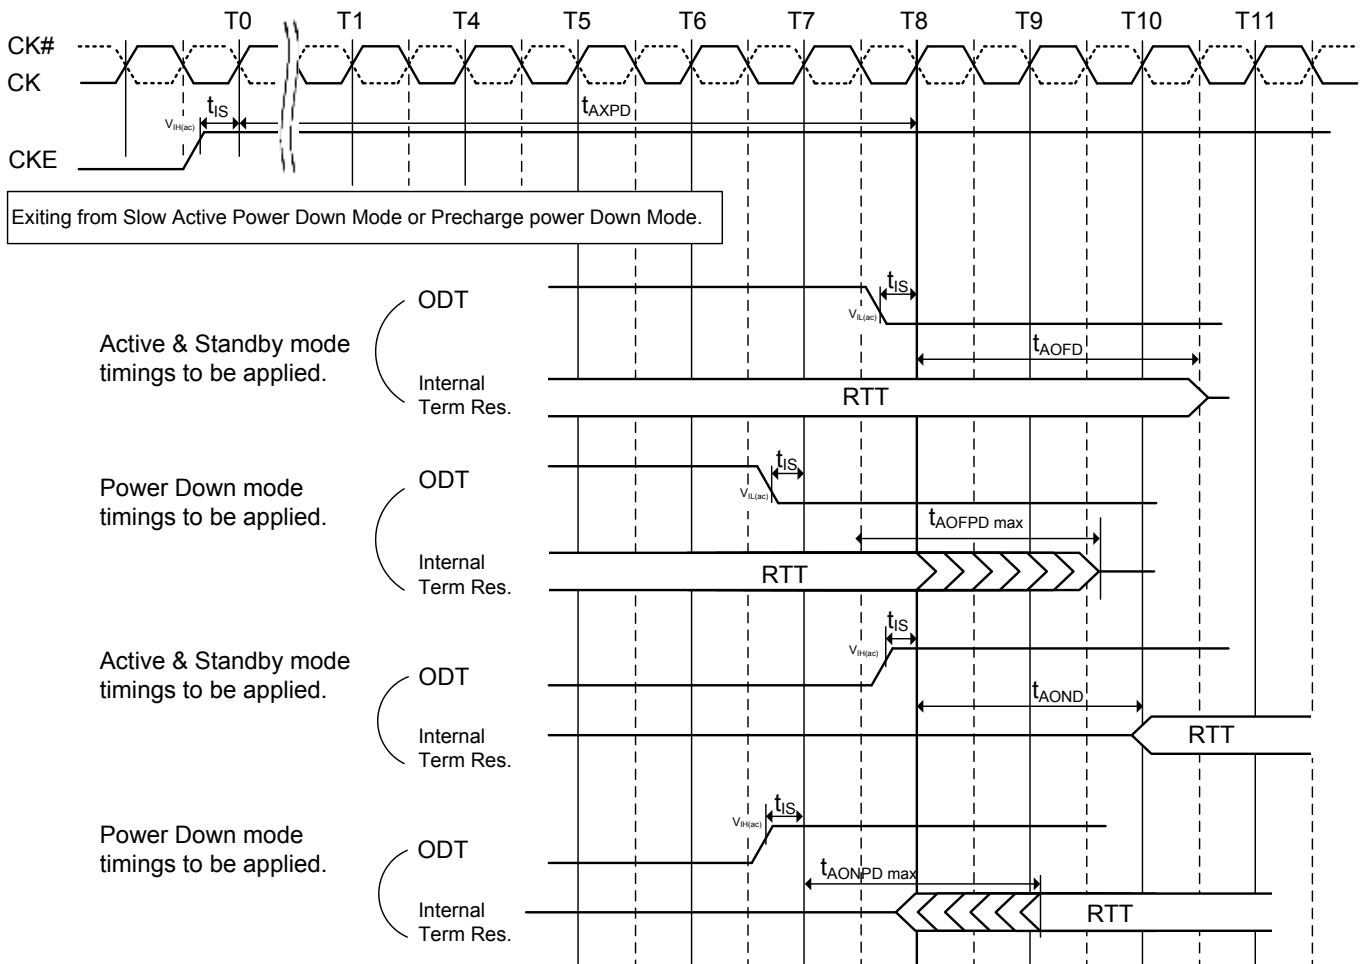 T0 T1 T4 T5 T6 T7 T8 T9 T10 T11
CK#
CK
tIS tAXPD
VIH(ac)
CKE
Exiting from Slow Active Power Down Mode or Precharge power Down Mode.
ODT
tIS
VIL(ac)
Active & Standby mode
timings to be applied.
tAOFD
Internal
Term Res.
RTT
Power Down mode
timings to be applied.
ODT
tIS
VIL(ac)
tAOFPD max
Internal
Term Res.
RTT
Active & Standby mode
timings to be applied.
ODT
tIS
VIH(ac)
tAOND
Internal
Term Res.
RTT
Power Down mode
timings to be applied.
ODT
tIS
VIH(ac)
tAONPD max
Internal
Term Res.
RTT